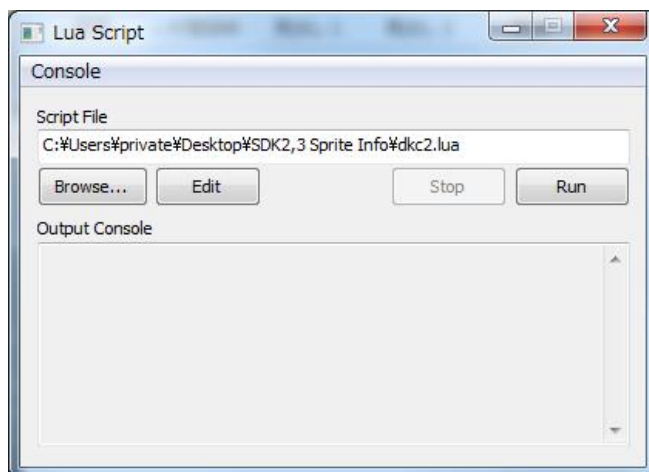 Lua Script
Console
Script File
C:¥Users¥private¥Desktop¥SDK2,3 Sprite Info¥dkc2.lua
Browse... Edit Stop Run
Output Console